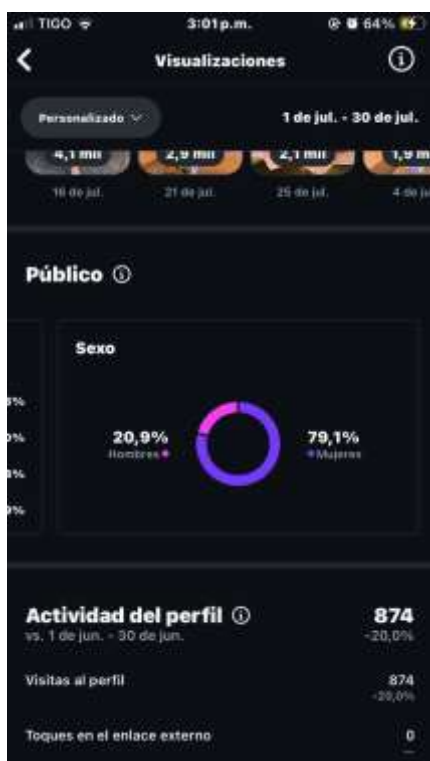 TIGO 3:01p.m. 64%
Visualizaciones
Personalizado 1 de jul. - 30 de jul.
4,1 mil 2,9 mil 2,1 mil 1,9 m
16 de jul. 21 de jul. 25 de jul. 4 de ju
Público
Sexo
20,9% 79,1%
Hombres Mujeres
Actividad del perfil 874
vs. 1 de jun. - 30 de jun. -20,0%
Visitas al perfil 874
-20,0%
Toques en el enlace externo 0
--